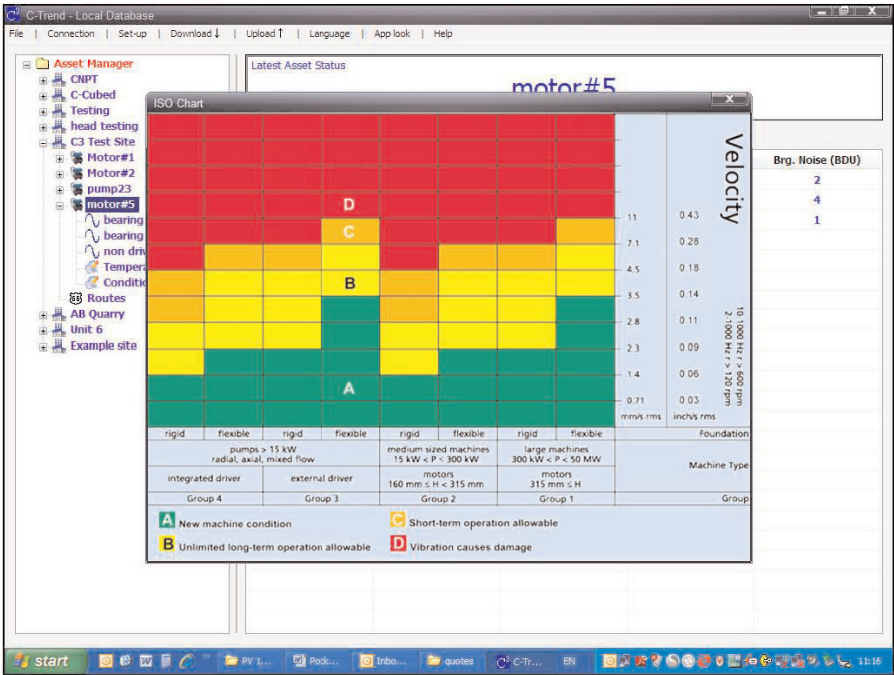 C-Trend - Local Database
File | Connection | Set-up | Download ↓ | Upload ↑ | Language | App look | Help
Asset Manager
CNPT
C-Cubed
Testing
head testing
C3 Test Site
Motor#1
Motor#2
pump23
motor#5
bearing
bearing
non driv
Tempera
Conditio
Routes
AB Quarry
Unit 6
Example site
Latest Asset Status
motor#5
Brg. Noise (BDU)
2
4
1
ISO Chart
D
C
B
A
Velocity
10-1000 Hz r > 600 rpm
2-1000 Hz r > 120 rpm
11 0.43
7.1 0.28
4.5 0.18
3.5 0.14
2.8 0.11
2.3 0.09
1.4 0.06
0.71 0.03
mm/s rms inch/s rms
rigid flexible rigid flexible rigid flexible rigid flexible Foundation
pumps > 15 kW
radial, axial, mixed flow
medium sized machines
15 kW < P < 300 kW
large machines
300 kW < P < 50 MW
Machine Type
integrated driver external driver
motors
160 mm ≤ H < 315 mm
motors
315 mm ≤ H
Group 4 Group 3 Group 2 Group 1 Group
A New machine condition
C Short-term operation allowable
B Unlimited long-term operation allowable
D Vibration causes damage
start
PV 1...
Pock...
Inbo...
quotes
C-Tr...
EN
11:16